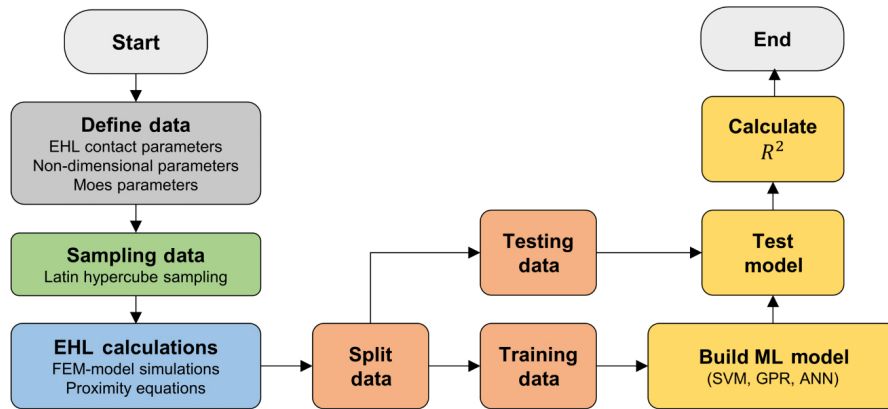 Start
Define data
EHL contact parameters
Non-dimensional parameters
Moes parameters
Sampling data
Latin hypercube sampling
EHL calculations
FEM-model simulations
Proximity equations
Split
data
Testing
data
Training
data
Build ML model
(SVM, GPR, ANN)
Test
model
Calculate
R²
End